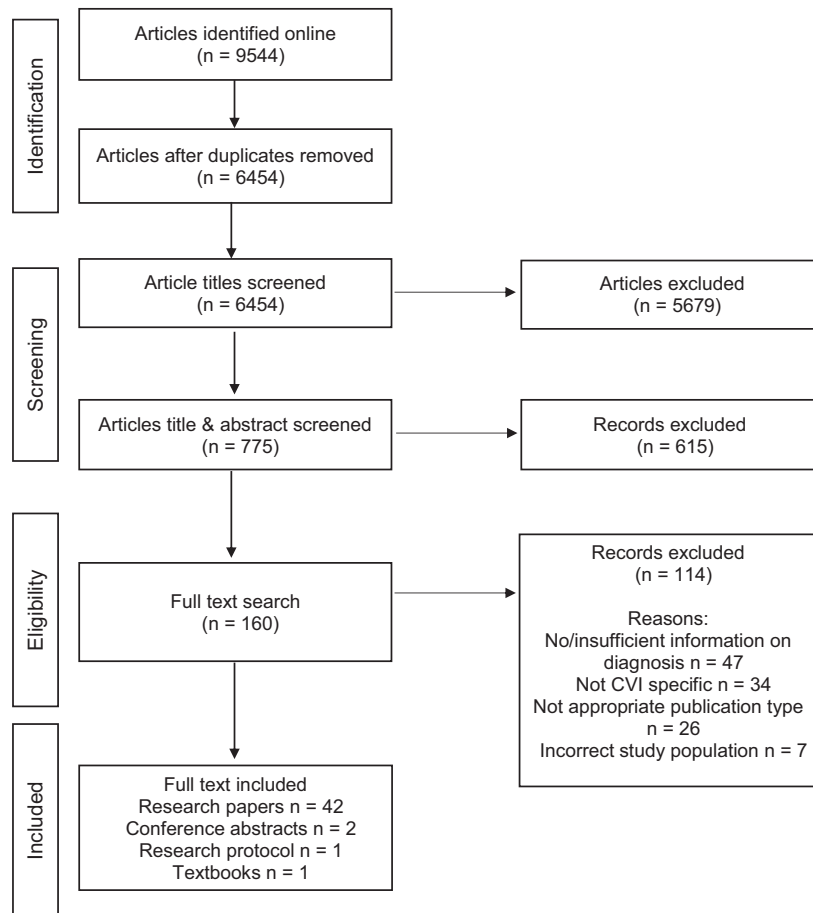 Identification
Articles identified online
(n = 9544)
Articles after duplicates removed
(n = 6454)
Screening
Article titles screened
(n = 6454)
Articles excluded
(n = 5679)
Articles title & abstract screened
(n = 775)
Records excluded
(n = 615)
Eligibility
Full text search
(n = 160)
Records excluded
(n = 114)
Reasons:
No/insufficient information on
diagnosis n = 47
Not CVI specific n = 34
Not appropriate publication type
n = 26
Incorrect study population n = 7
Included
Full text included
Research papers n = 42
Conference abstracts n = 2
Research protocol n = 1
Textbooks n = 1